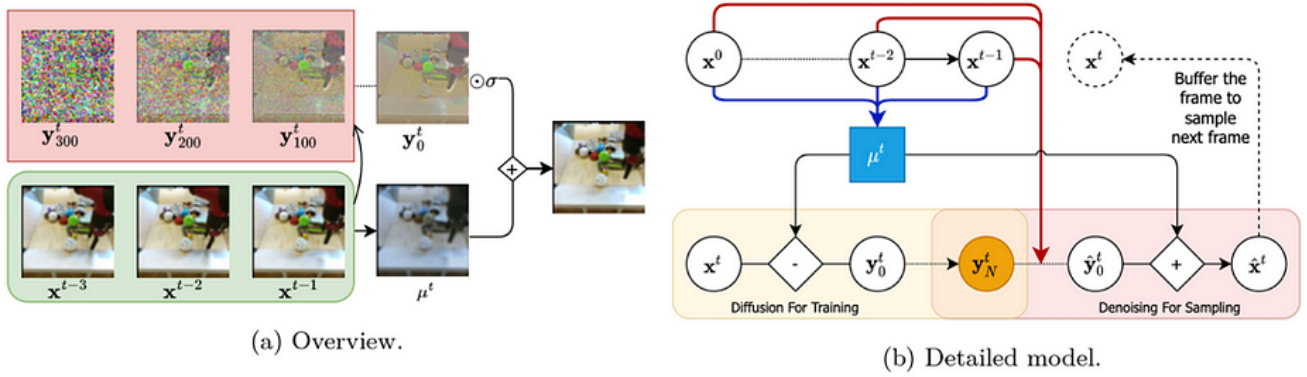 y^t_300 y^t_200 y^t_100 y^t_0 ⊙σ
+
x^{t−3} x^{t−2} x^{t−1} μ^t
(a) Overview.
x^0 x^{t−2} x^{t−1} x^t
Buffer the
frame to
sample
next frame
μ^t
x^t - y^t_0 y^t_N ŷ^t_0 + x̂^t
Diffusion For Training Denoising For Sampling
(b) Detailed model.